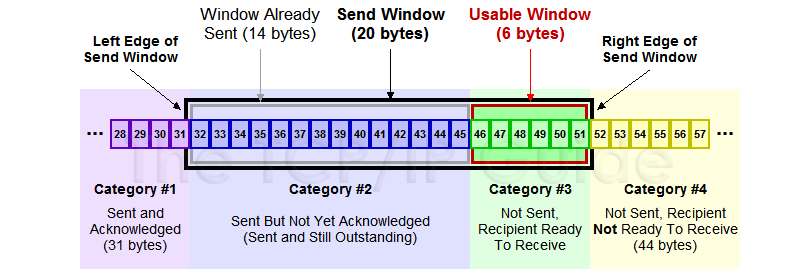 Window Already
Sent (14 bytes)
Send Window
(20 bytes)
Usable Window
(6 bytes)
Left Edge of
Send Window
Right Edge of
Send Window
... 28 29 30 31 32 33 34 35 36 37 38 39 40 41 42 43 44 45 46 47 48 49 50 51 52 53 54 55 56 57 ...
The TCP/IP Guide
Category #1
Sent and
Acknowledged
(31 bytes)
Category #2
Sent But Not Yet Acknowledged
(Sent and Still Outstanding)
Category #3
Not Sent,
Recipient Ready
To Receive
Category #4
Not Sent, Recipient
Not Ready To Receive
(44 bytes)